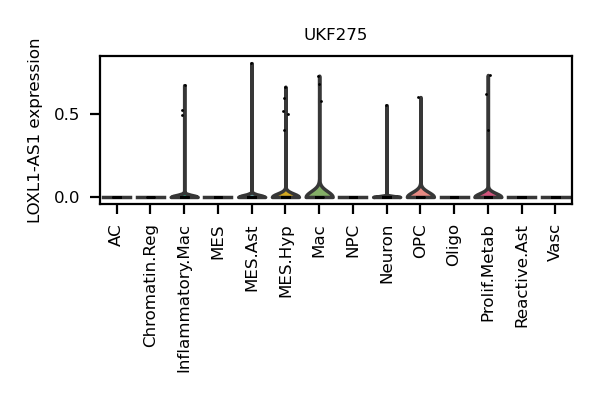 UKF275
LOXL1-AS1 expression
0.5
0.0
AC
Chromatin.Reg
Inflammatory.Mac
MES
MES.Ast
MES.Hyp
Mac
NPC
Neuron
OPC
Oligo
Prolif.Metab
Reactive.Ast
Vasc